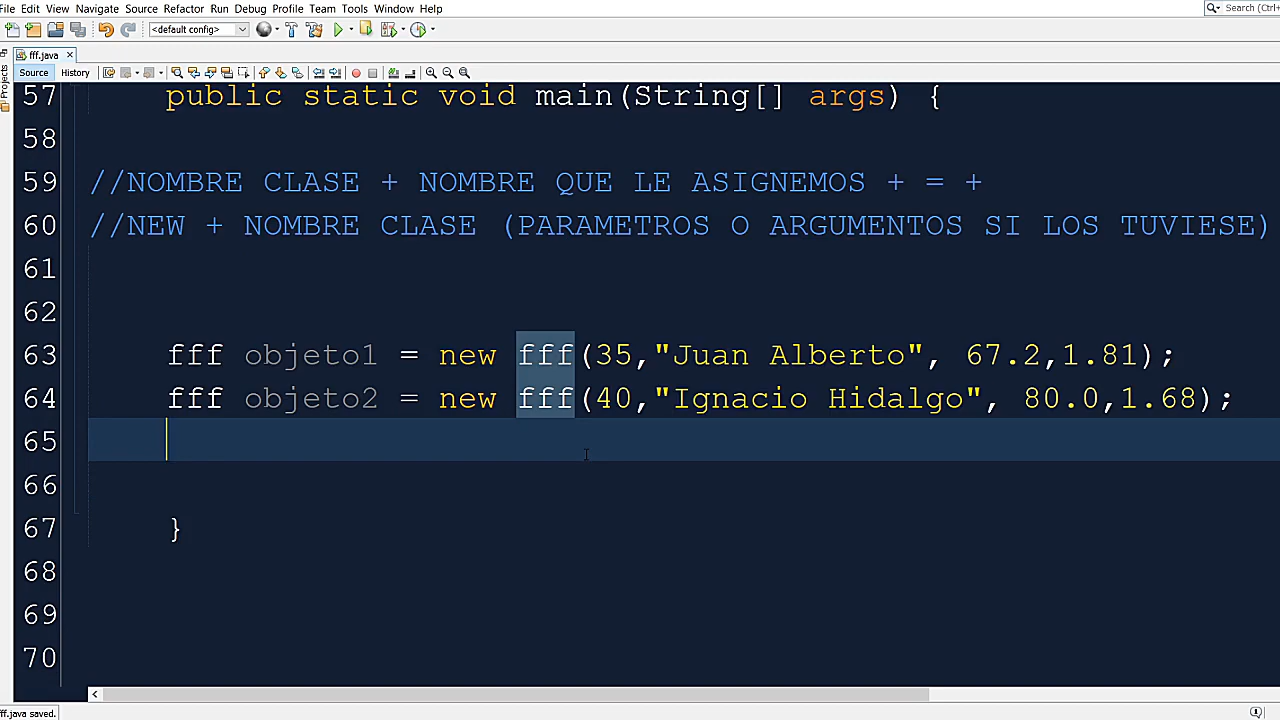 File Edit View Navigate Source Refactor Run Debug Profile Team Tools Window Help
Search (Ctrl+
<default config>
fff.java
Source History
Projects
57 public static void main(String[] args) {
58
59 //NOMBRE CLASE + NOMBRE QUE LE ASIGNEMOS + = +
60 //NEW + NOMBRE CLASE (PARAMETROS O ARGUMENTOS SI LOS TUVIESE)
61
62
63 fff objeto1 = new fff(35,"Juan Alberto", 67.2,1.81);
64 fff objeto2 = new fff(40,"Ignacio Hidalgo", 80.0,1.68);
65
66
67 }
68
69
70
ff.java saved.